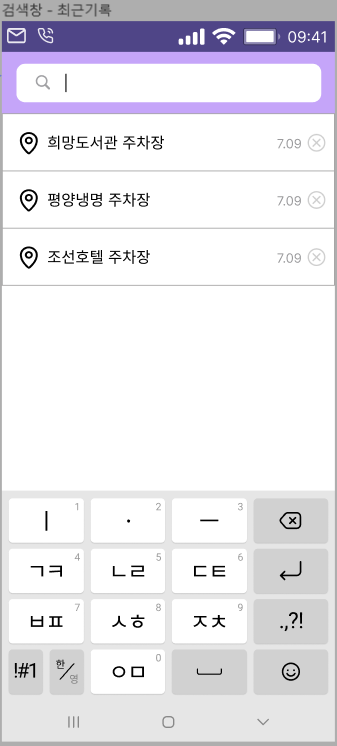 검색창 - 최근기록
09:41
희망도서관 주차장 7.09
평양냉명 주차장 7.09
조선호텔 주차장 7.09
ㅣ 1 · 2 ㅡ 3
ㄱㅋ 4 ㄴㄹ 5 ㄷㅌ 6
ㅂㅍ 7 ㅅㅎ 8 ㅈㅊ 9 .,?!
!#1 한/영 ㅇㅁ 0